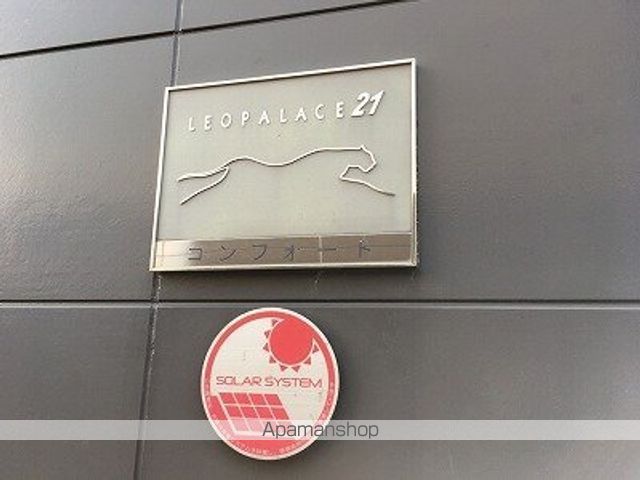 LEOPALACE21
コンフォート
SOLAR SYSTEM
Apamanshop